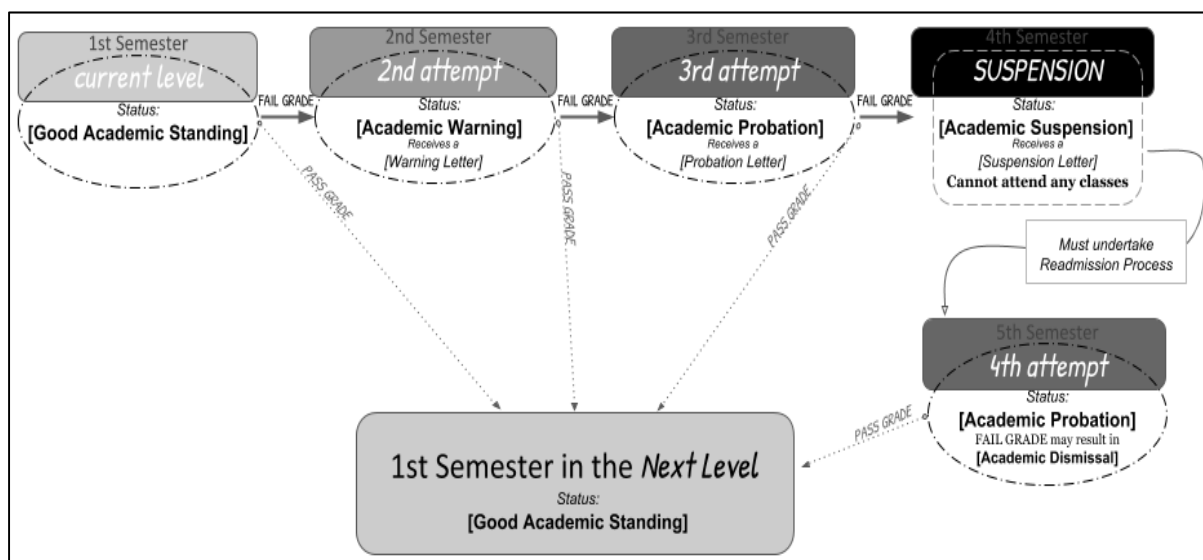 1st Semester
current level
Status:
[Good Academic Standing]
FAIL GRADE
2nd Semester
2nd attempt
Status:
[Academic Warning]
Receives a
[Warning Letter]
FAIL GRADE
3rd Semester
3rd attempt
Status:
[Academic Probation]
Receives a
[Probation Letter]
FAIL GRADE
4th Semester
SUSPENSION
Status:
[Academic Suspension]
Receives a
[Suspension Letter]
Cannot attend any classes
PASS GRADE
PASS GRADE
PASS GRADE
Must undertake
Readmission Process
5th Semester
4th attempt
Status:
[Academic Probation]
FAIL GRADE may result in
[Academic Dismissal]
PASS GRADE
1st Semester in the Next Level
Status:
[Good Academic Standing]